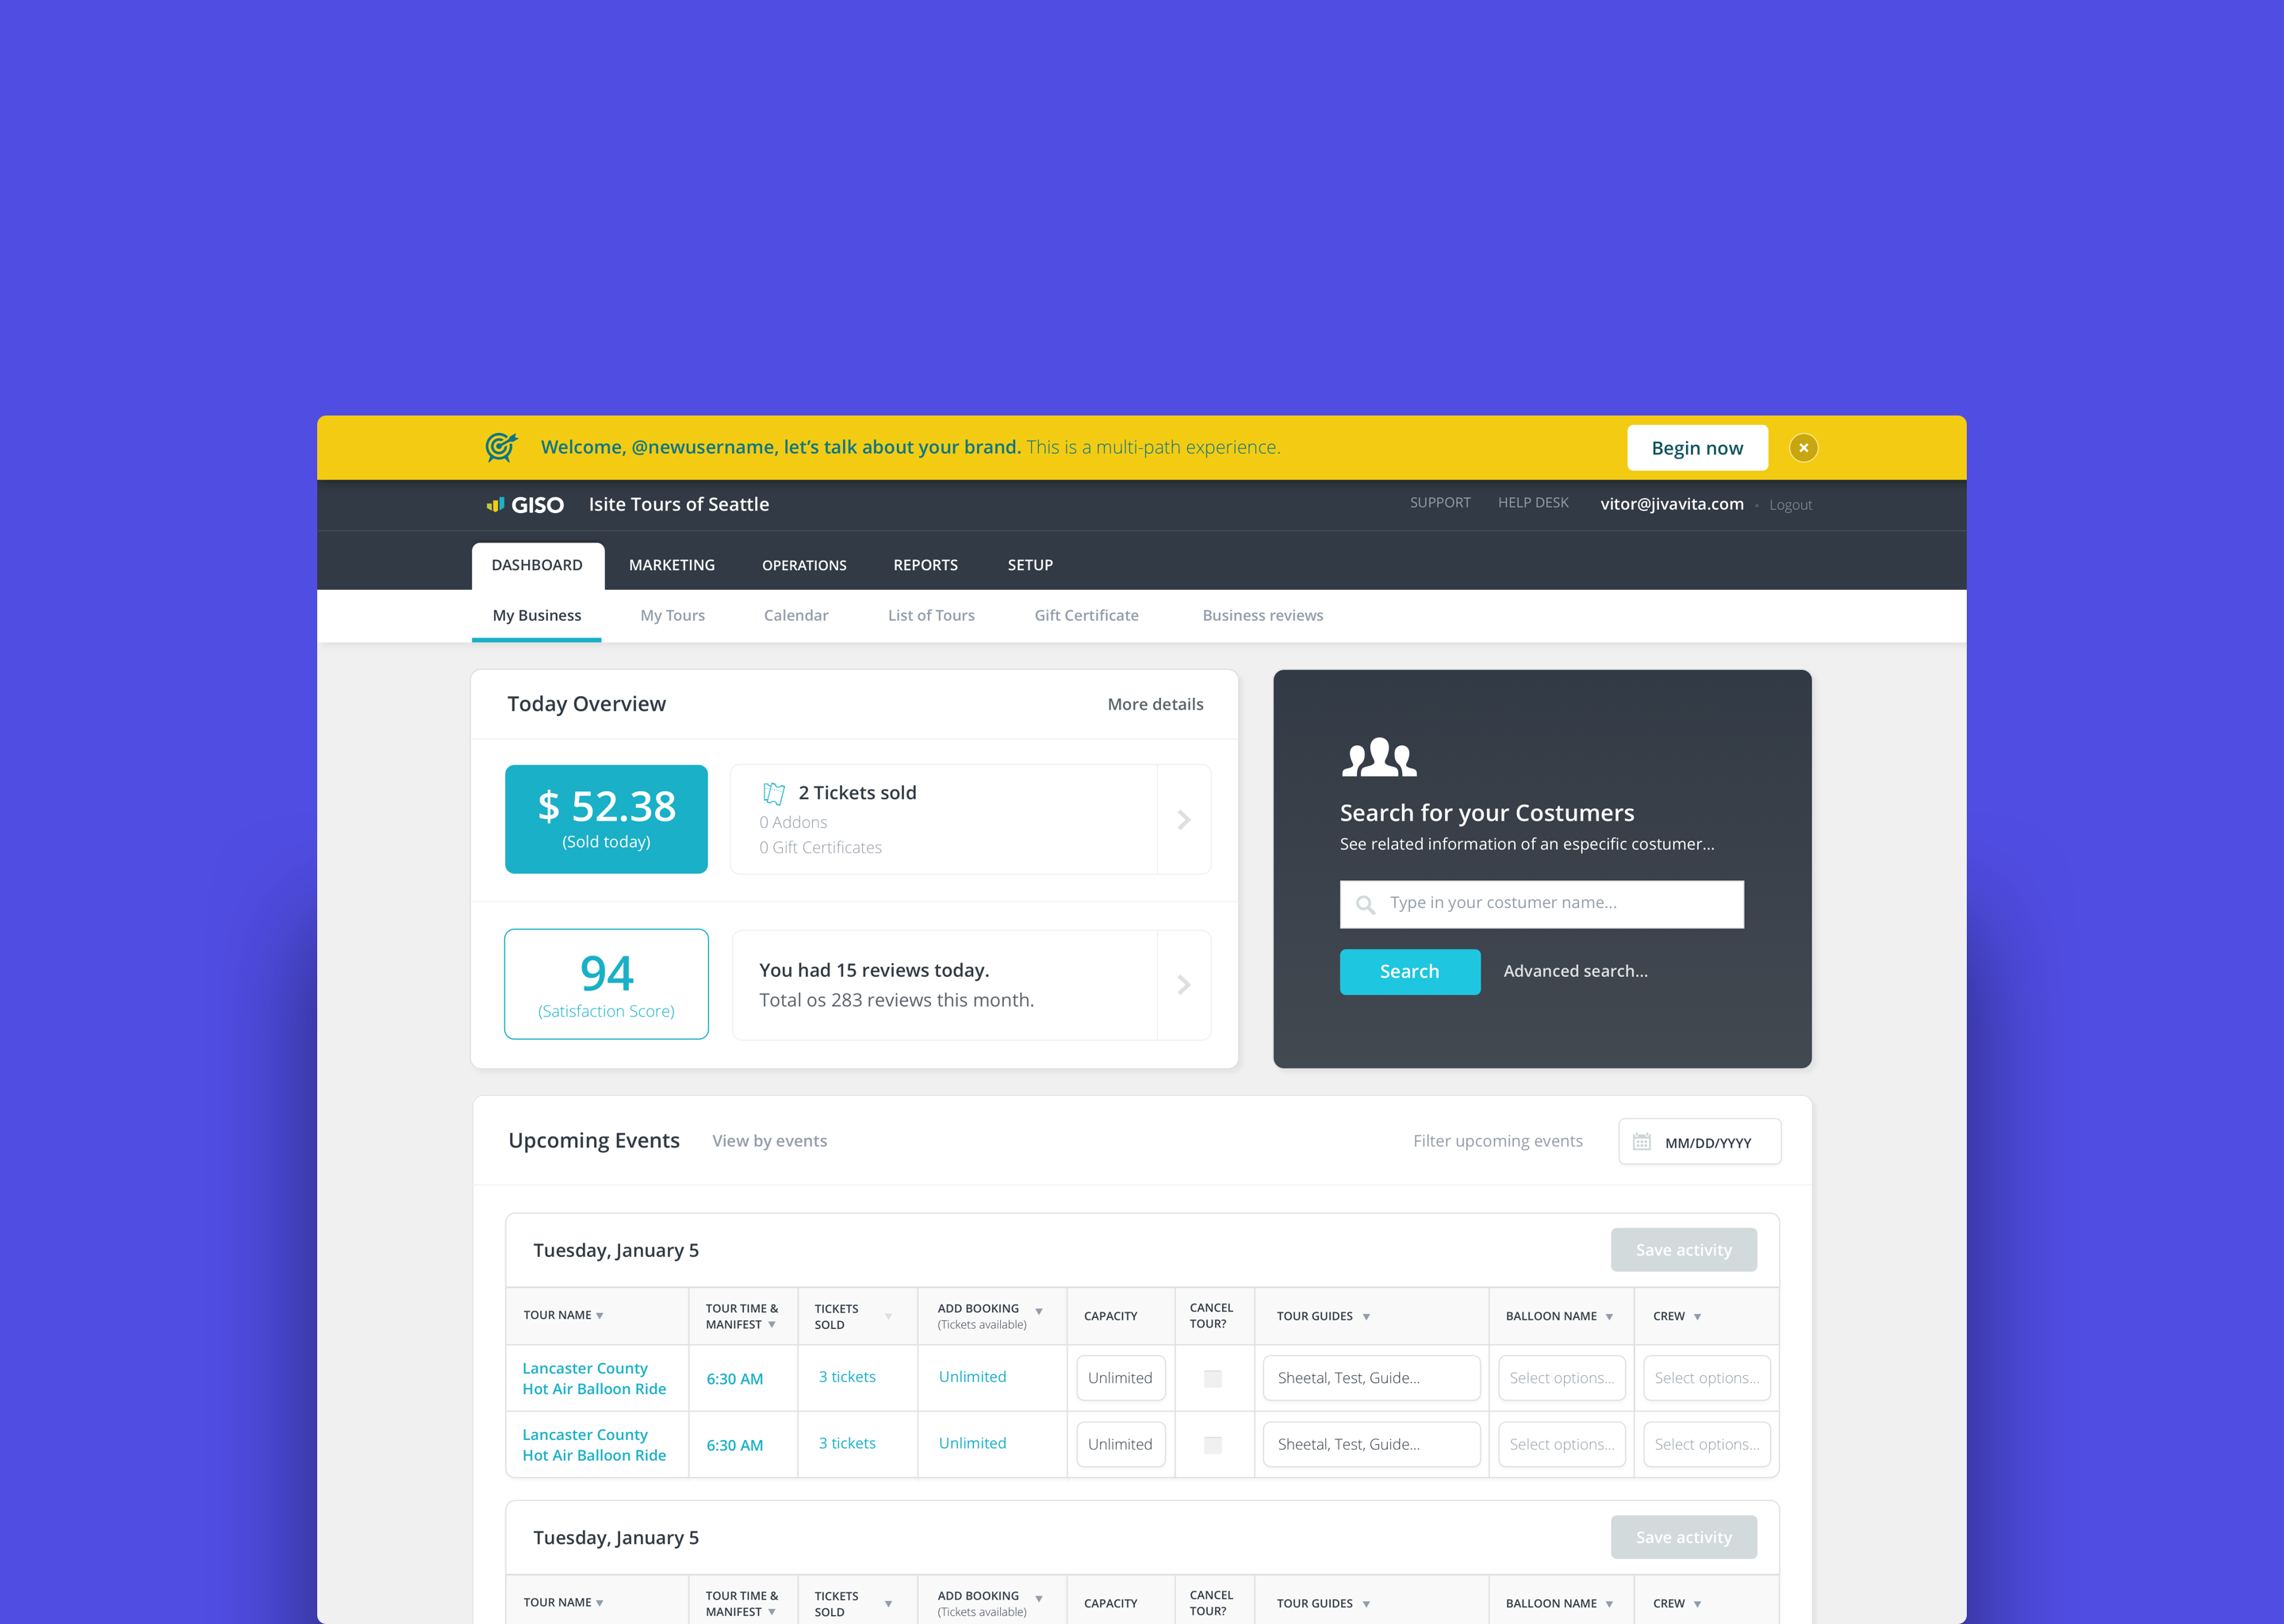 Welcome, @newusername, let's talk about your brand. This is a multi-path experience.
Begin now
GISO
Isite Tours of Seattle
SUPPORT
HELP DESK
vitor@jivavita.com
Logout
DASHBOARD
MARKETING
OPERATIONS
REPORTS
SETUP
My Business
My Tours
Calendar
List of Tours
Gift Certificate
Business reviews
Today Overview
More details
$ 52.38
(Sold today)
2 Tickets sold
0 Addons
0 Gift Certificates
94
(Satisfaction Score)
You had 15 reviews today.
Total os 283 reviews this month.
Search for your Costumers
See related information of an especific costumer...
Type in your costumer name...
Search
Advanced search...
Upcoming Events
View by events
Filter upcoming events
MM/DD/YYYY
Tuesday, January 5
Save activity
TOUR NAME
TOUR TIME &
MANIFEST
TICKETS
SOLD
ADD BOOKING
(Tickets available)
CAPACITY
CANCEL
TOUR?
TOUR GUIDES
BALLOON NAME
CREW
Lancaster County
Hot Air Balloon Ride
6:30 AM
3 tickets
Unlimited
Unlimited
Sheetal, Test, Guide...
Select options...
Select options...
Lancaster County
Hot Air Balloon Ride
6:30 AM
3 tickets
Unlimited
Unlimited
Sheetal, Test, Guide...
Select options...
Select options...
Tuesday, January 5
Save activity
TOUR NAME
TOUR TIME &
MANIFEST
TICKETS
SOLD
ADD BOOKING
(Tickets available)
CAPACITY
CANCEL
TOUR?
TOUR GUIDES
BALLOON NAME
CREW